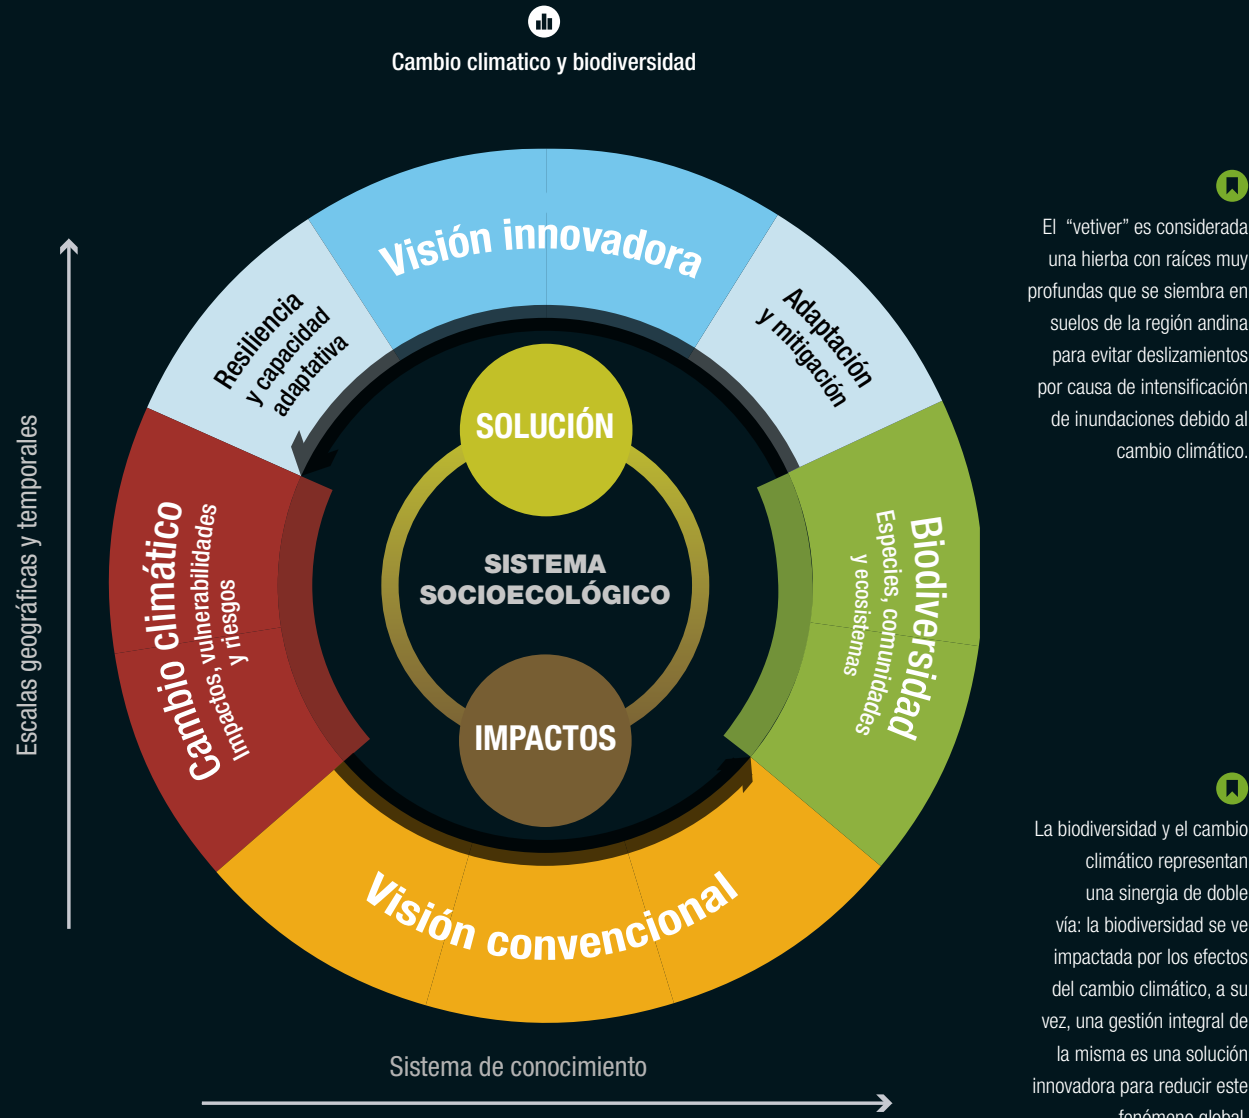 Cambio climatico y biodiversidad
Visión innovadora
Resiliencia
y capacidad
adaptativa
Adaptación
y mitigación
SOLUCIÓN
SISTEMA
SOCIOECOLÓGICO
IMPACTOS
Cambio climático
Impactos, vulnerabilidades
y riesgos
Biodiversidad
Especies, comunidades
y ecosistemas
Visión convencional
Escalas geográficas y temporales
Sistema de conocimiento
El “vetiver” es considerada
una hierba con raíces muy
profundas que se siembra en
suelos de la región andina
para evitar deslizamientos
por causa de intensificación
de inundaciones debido al
cambio climático.
La biodiversidad y el cambio
climático representan
una sinergia de doble
vía: la biodiversidad se ve
impactada por los efectos
del cambio climático, a su
vez, una gestión integral de
la misma es una solución
innovadora para reducir este
fenómeno global.